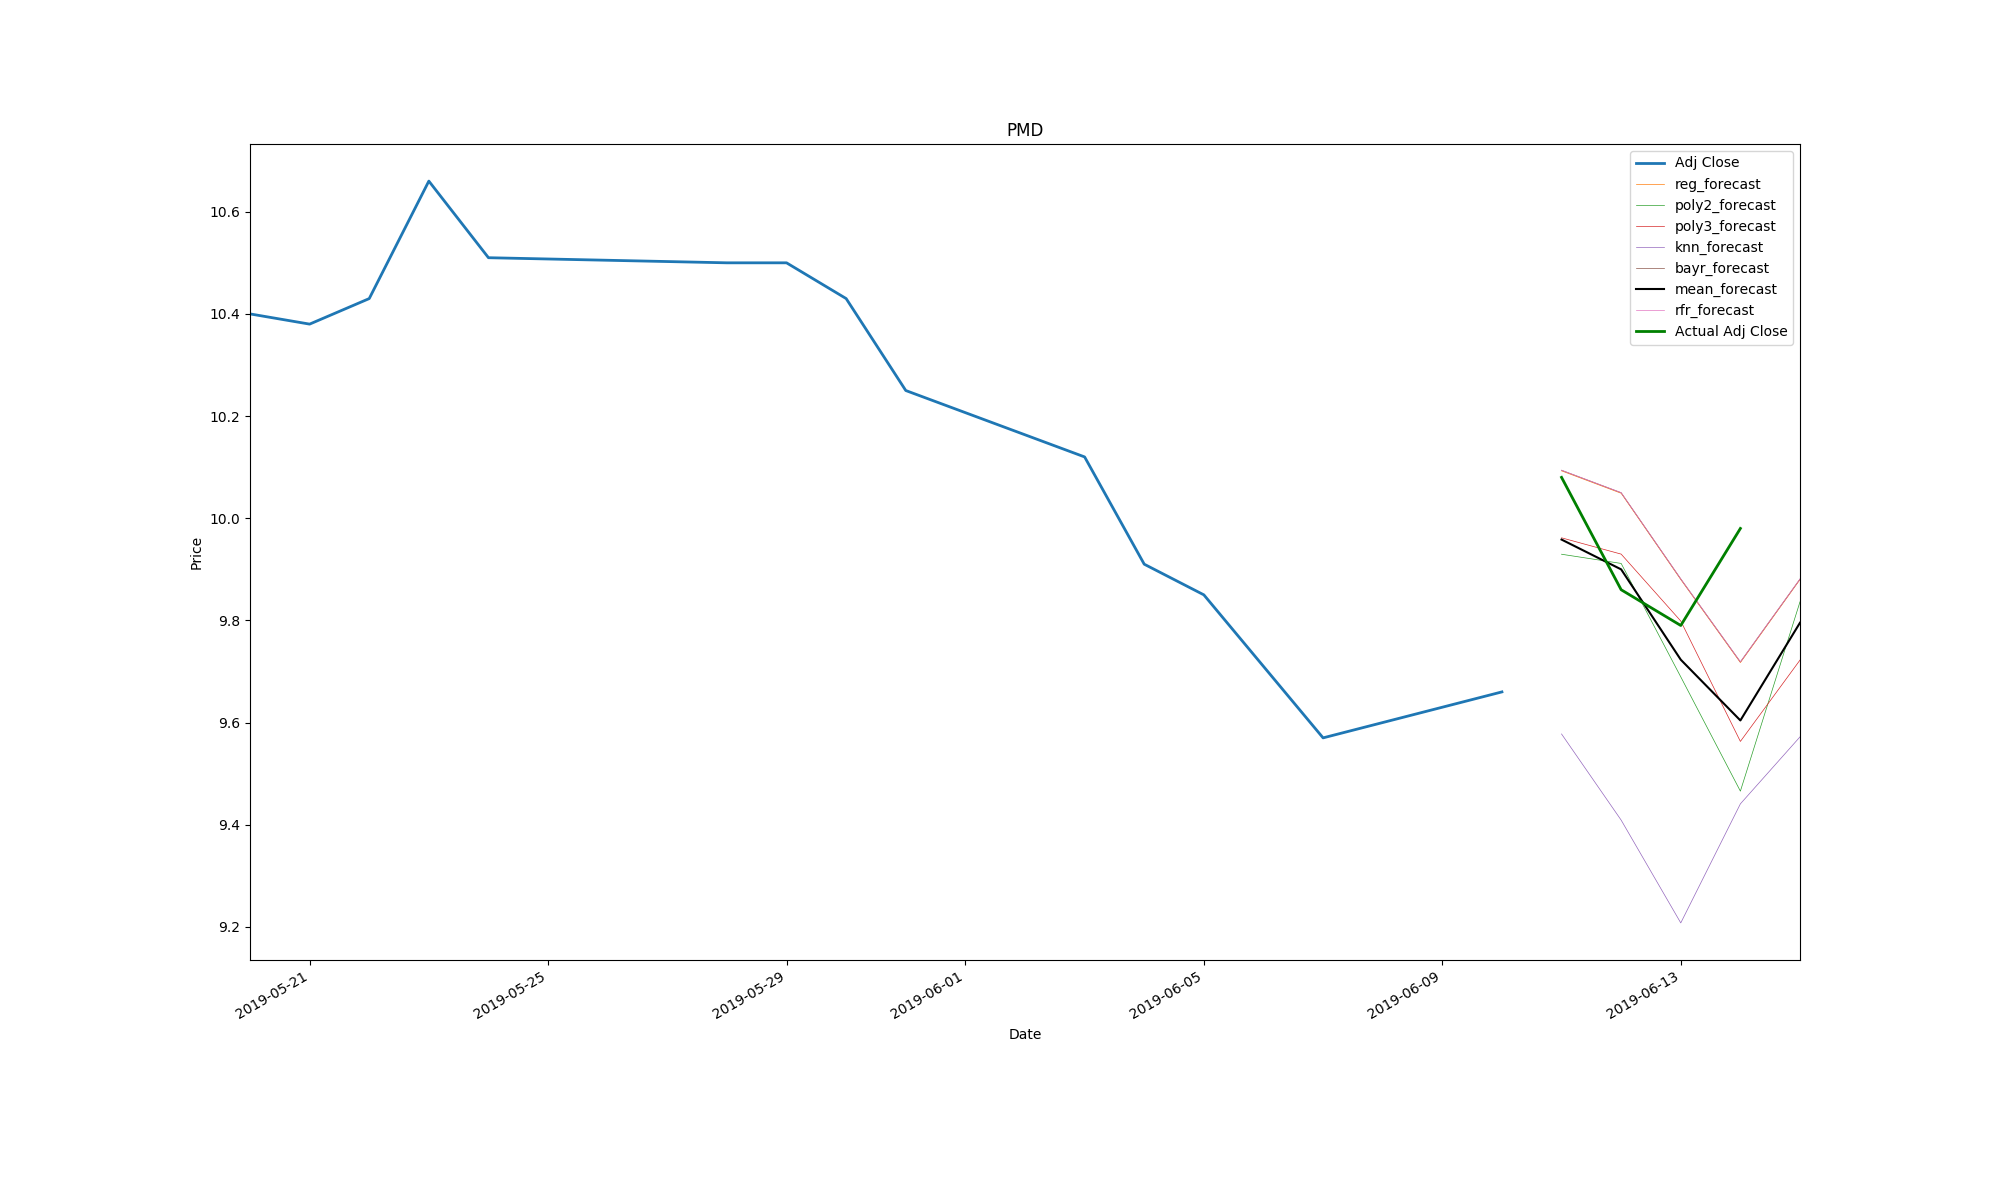 PMD
Adj Close
reg_forecast
poly2_forecast
poly3_forecast
knn_forecast
bayr_forecast
mean_forecast
rfr_forecast
Actual Adj Close
Price
10.6
10.4
10.2
10.0
9.8
9.6
9.4
9.2
2019-05-21
2019-05-25
2019-05-29
2019-06-01
2019-06-05
2019-06-09
2019-06-13
Date